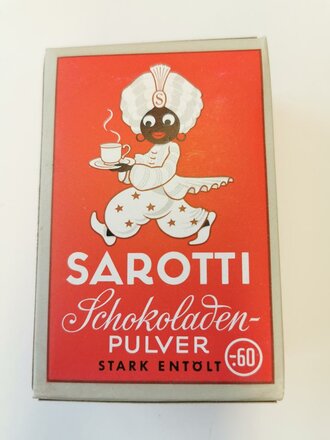 S
SAROTTI
Schokoladen-
PULVER
STARK ENTÖLT -.60